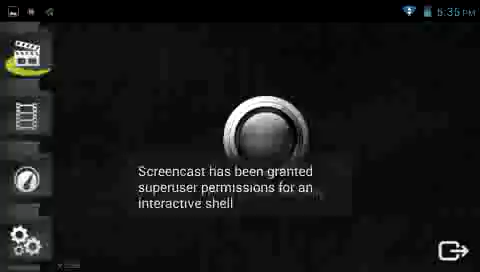 5:35 PM
Screencast has been granted
superuser permissions for an
interactive shell